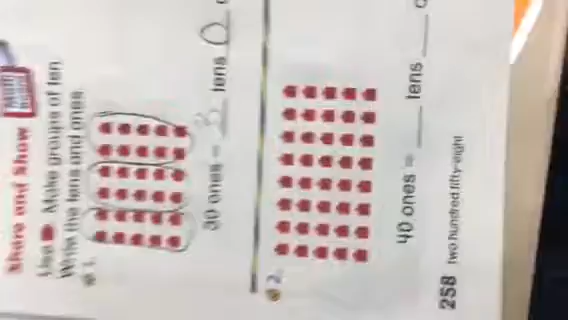 Share and Show
Use . Make groups of ten.
Write the tens and ones.
1.
30 ones = 3 tens 0
2.
40 ones = ___ tens ___
258 two hundred fifty-eight